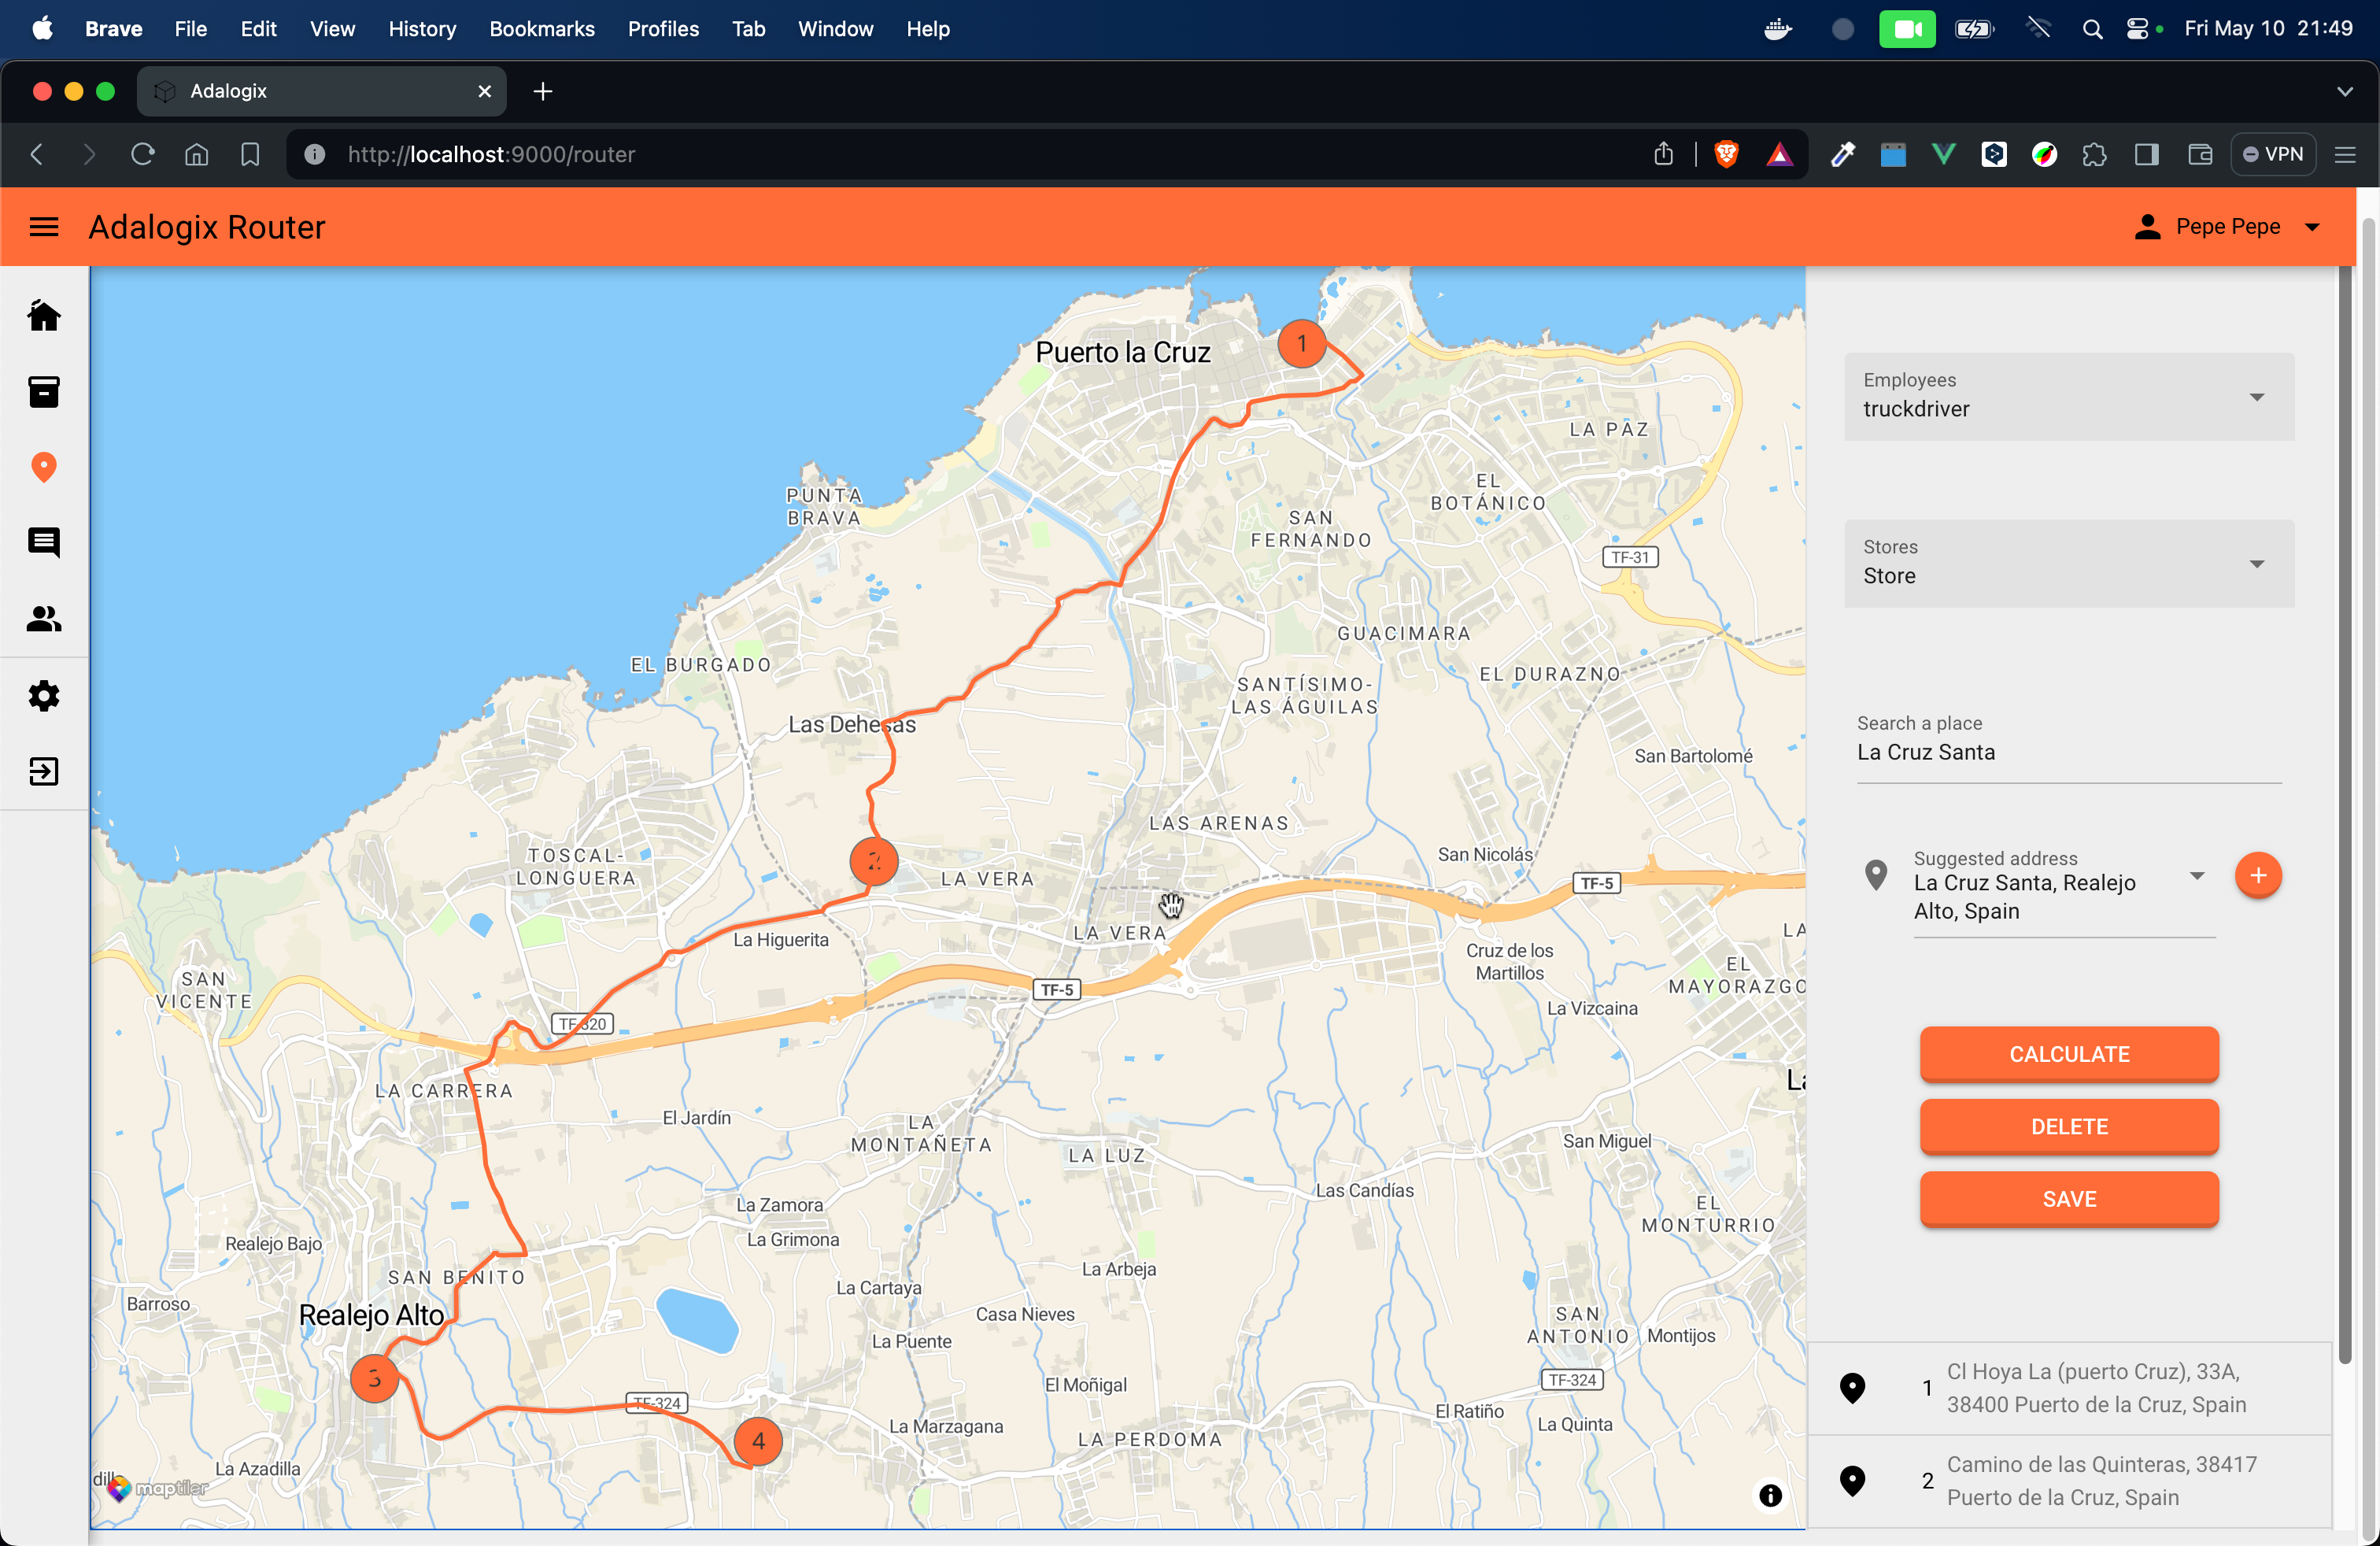 Brave File Edit View History Bookmarks Profiles Tab Window Help
Fri May 10 21:49
Adalogix
http://localhost:9000/router
VPN
Adalogix Router
Pepe Pepe
1
Puerto la Cruz
LA PAZ
PUNTA
BRAVA
EL
BOTÁNICO
SAN
FERNANDO
TF-31
GUACIMARA
EL BURGADO
EL DURAZNO
SANTÍSIMO-
LAS ÁGUILAS
Las Dehesas
San Bartolomé
LAS ARENAS
TOSCAL-
LONGUERA
2
San Nicolás
LA VERA
TF-5
LA VERA
La Higuerita
Cruz de los
Martillos
LA
EL
MAYORAZGO
SAN
VICENTE
TF-5
La Vizcaina
TF-320
LA CARRERA
El Jardín
LA
MONTAÑETA
LA LUZ
San Miguel
La Zamora
Las Candías
EL
MONTURRIO
La Grimona
Realejo Bajo
SAN BENITO
La Arbeja
La Cartaya
Barroso
Realejo Alto
Casa Nieves
La Puente
SAN
ANTONIO
Montijos
3
TF-324
El Moñigal
TF-324
4
La Marzagana
El Ratiño
La Quinta
LA PERDOMA
La Azadilla
maptiler
Employees
truckdriver
Stores
Store
Search a place
La Cruz Santa
Suggested address
La Cruz Santa, Realejo
Alto, Spain
CALCULATE
DELETE
SAVE
1
Cl Hoya La (puerto Cruz), 33A,
38400 Puerto de la Cruz, Spain
2
Camino de las Quinteras, 38417
Puerto de la Cruz, Spain